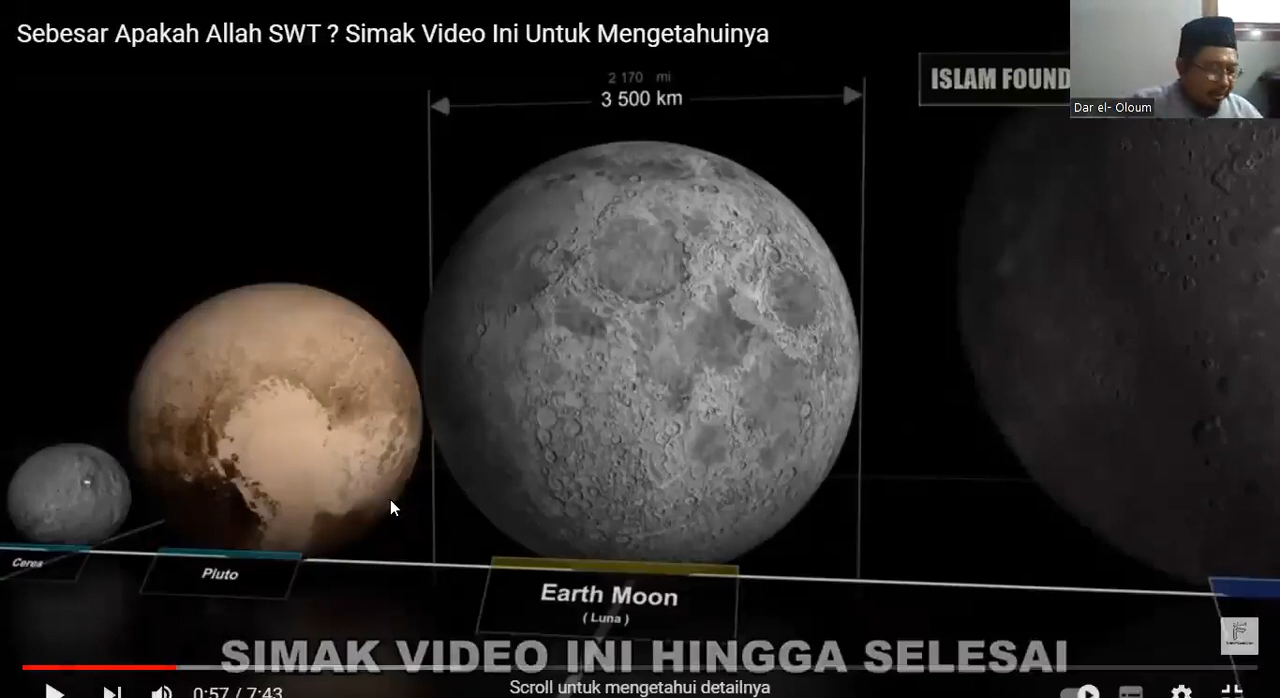 Sebesar Apakah Allah SWT ? Simak Video Ini Untuk Mengetahuinya
ISLAM FOUND
Dar el- Oloum
2 170 mi
3 500 km
Ceres
Pluto
Earth Moon
( Luna )
SIMAK VIDEO INI HINGGA SELESAI
0:57 / 7:43
Scroll untuk mengetahui detailnya